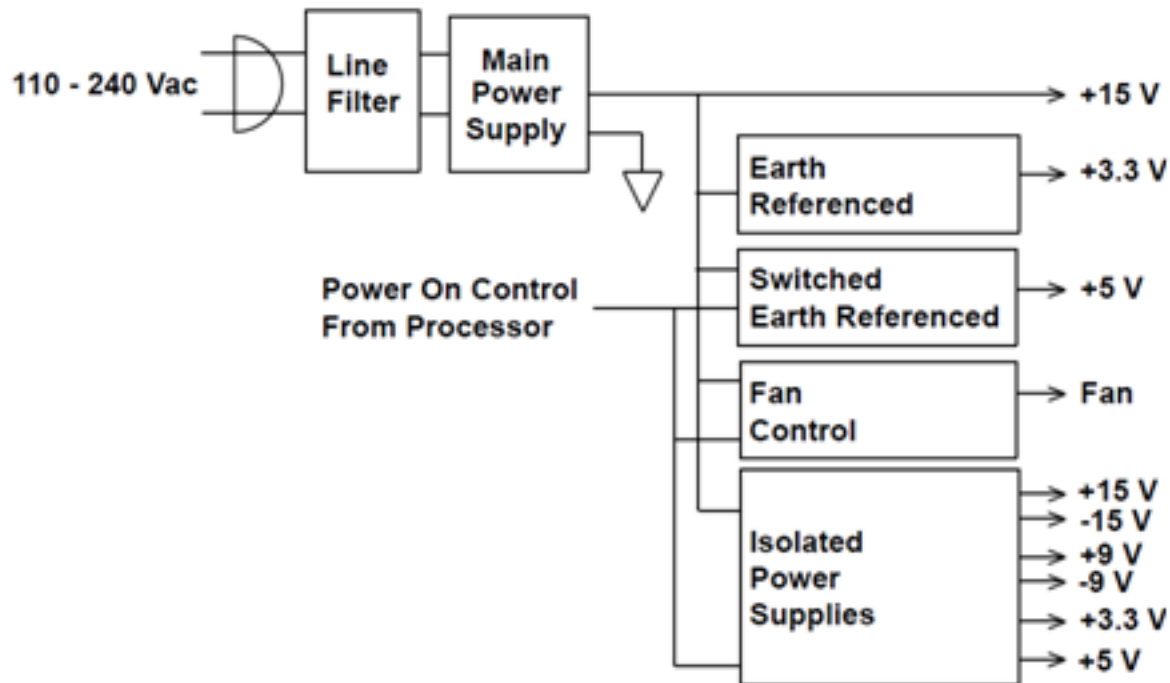 110 - 240 Vac
Line
Filter
Main
Power
Supply
+15 V
Earth
Referenced
+3.3 V
Power On Control
From Processor
Switched
Earth Referenced
+5 V
Fan
Control
Fan
Isolated
Power
Supplies
+15 V
-15 V
+9 V
-9 V
+3.3 V
+5 V